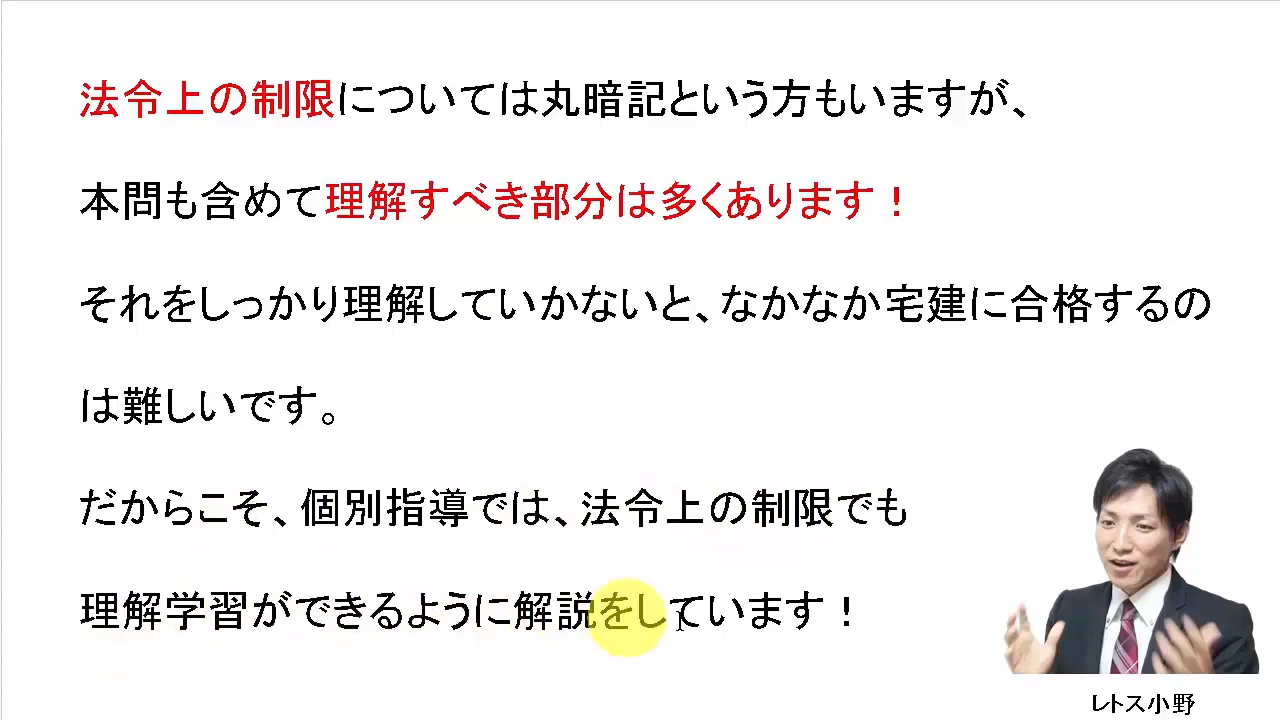 法令上の制限については丸暗記という方もいますが、
本問も含めて理解すべき部分は多くあります！
それをしっかり理解していかないと、なかなか宅建に合格するの
は難しいです。
だからこそ、個別指導では、法令上の制限でも
理解学習ができるように解説をしています！
レトス小野